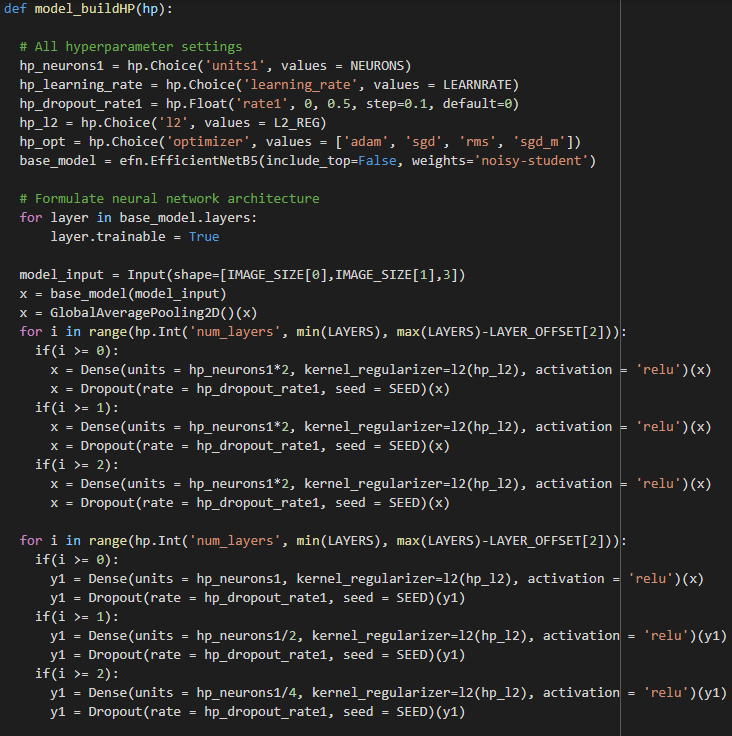 def model_buildHP(hp):

  # All hyperparameter settings
  hp_neurons1 = hp.Choice('units1', values = NEURONS)
  hp_learning_rate = hp.Choice('learning_rate', values = LEARNRATE)
  hp_dropout_rate1 = hp.Float('rate1', 0, 0.5, step=0.1, default=0)
  hp_l2 = hp.Choice('l2', values = L2_REG)
  hp_opt = hp.Choice('optimizer', values = ['adam', 'sgd', 'rms', 'sgd_m'])
  base_model = efn.EfficientNetB5(include_top=False, weights='noisy-student')

  # Formulate neural network architecture
  for layer in base_model.layers:
      layer.trainable = True

  model_input = Input(shape=[IMAGE_SIZE[0],IMAGE_SIZE[1],3])
  x = base_model(model_input)
  x = GlobalAveragePooling2D()(x)
  for i in range(hp.Int('num_layers', min(LAYERS), max(LAYERS)-LAYER_OFFSET[2])):
    if(i >= 0):
      x = Dense(units = hp_neurons1*2, kernel_regularizer=l2(hp_l2), activation = 'relu')(x)
      x = Dropout(rate = hp_dropout_rate1, seed = SEED)(x)
    if(i >= 1):
      x = Dense(units = hp_neurons1*2, kernel_regularizer=l2(hp_l2), activation = 'relu')(x)
      x = Dropout(rate = hp_dropout_rate1, seed = SEED)(x)
    if(i >= 2):
      x = Dense(units = hp_neurons1*2, kernel_regularizer=l2(hp_l2), activation = 'relu')(x)
      x = Dropout(rate = hp_dropout_rate1, seed = SEED)(x)

  for i in range(hp.Int('num_layers', min(LAYERS), max(LAYERS)-LAYER_OFFSET[2])):
    if(i >= 0):
      y1 = Dense(units = hp_neurons1, kernel_regularizer=l2(hp_l2), activation = 'relu')(x)
      y1 = Dropout(rate = hp_dropout_rate1, seed = SEED)(y1)
    if(i >= 1):
      y1 = Dense(units = hp_neurons1/2, kernel_regularizer=l2(hp_l2), activation = 'relu')(y1)
      y1 = Dropout(rate = hp_dropout_rate1, seed = SEED)(y1)
    if(i >= 2):
      y1 = Dense(units = hp_neurons1/4, kernel_regularizer=l2(hp_l2), activation = 'relu')(y1)
      y1 = Dropout(rate = hp_dropout_rate1, seed = SEED)(y1)